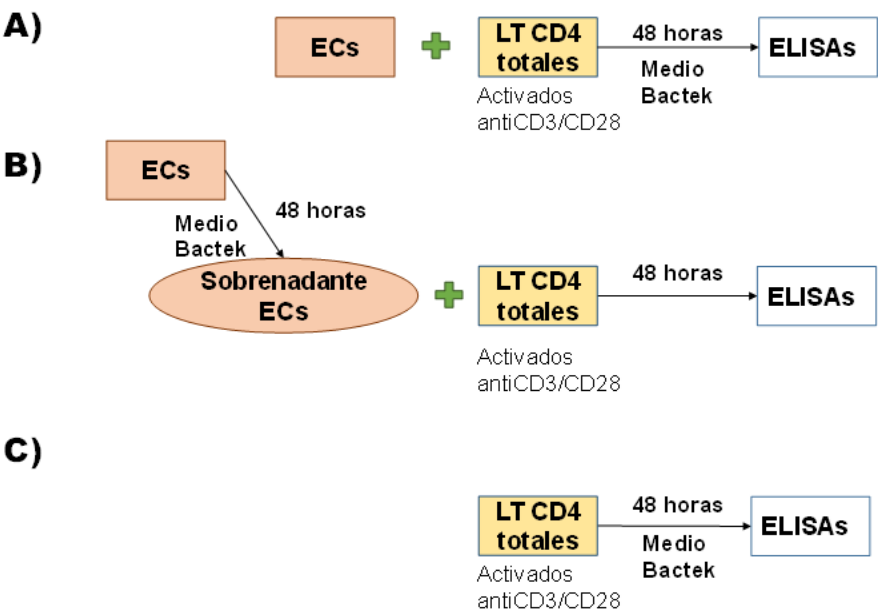 A)
ECs
LT CD4
totales
48 horas
Medio
Bactek
ELISAs
Activados
antiCD3/CD28
B)
ECs
48 horas
Medio
Bactek
Sobrenadante
ECs
LT CD4
totales
48 horas
ELISAs
Activados
antiCD3/CD28
C)
LT CD4
totales
48 horas
Medio
Bactek
ELISAs
Activados
antiCD3/CD28